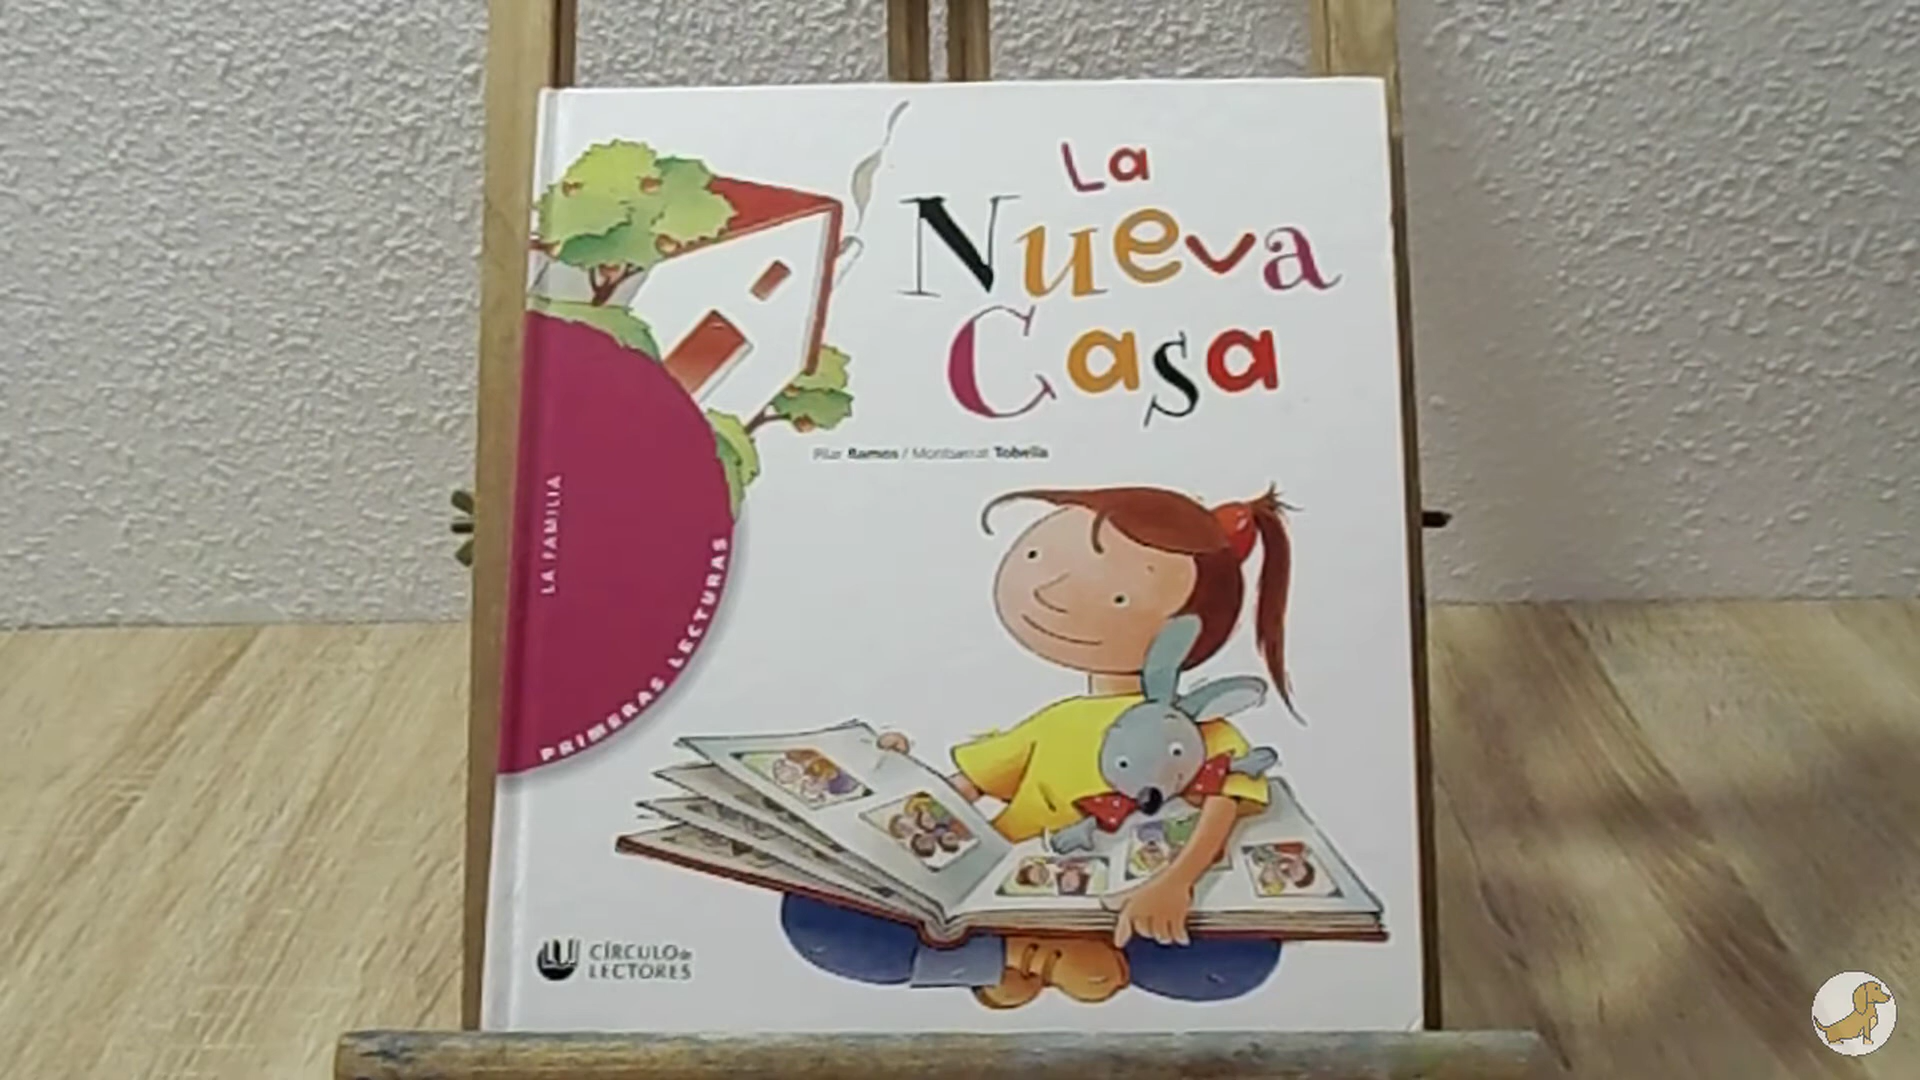 La
Nueva
Casa
Pilar Ramos / Montserrat Tobella
LA FAMILIA
PRIMERAS LECTURAS
CÍRCULO de
LECTORES